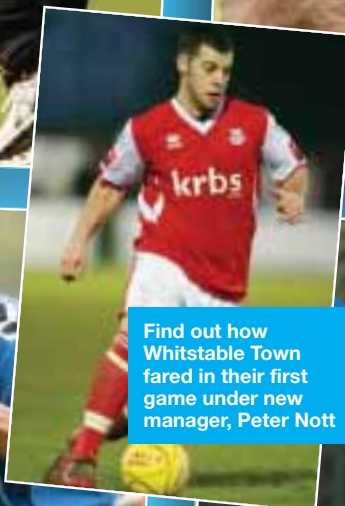 krbs
Find out how
Whitstable Town
fared in their first
game under new
manager, Peter Nott